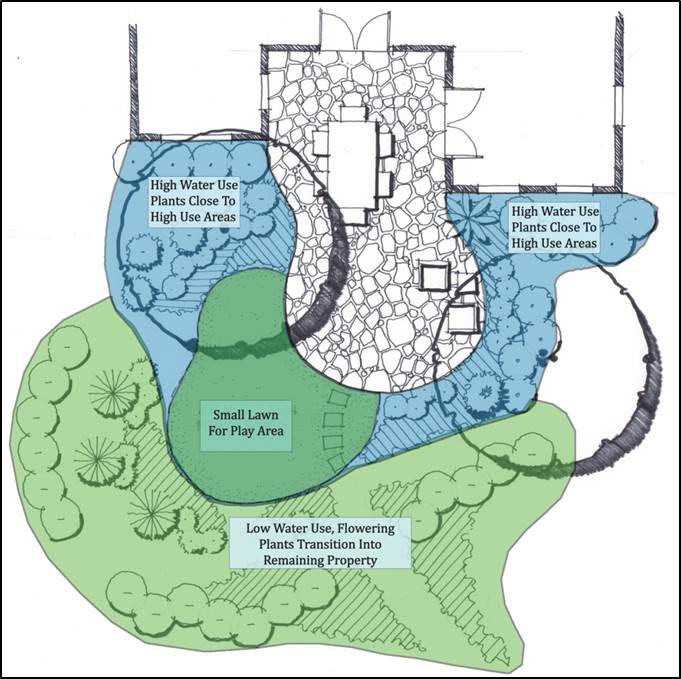 High Water Use
Plants Close To
High Use Areas
High Water Use
Plants Close To
High Use Areas
Small Lawn
For Play Area
Low Water Use, Flowering
Plants Transition Into
Remaining Property